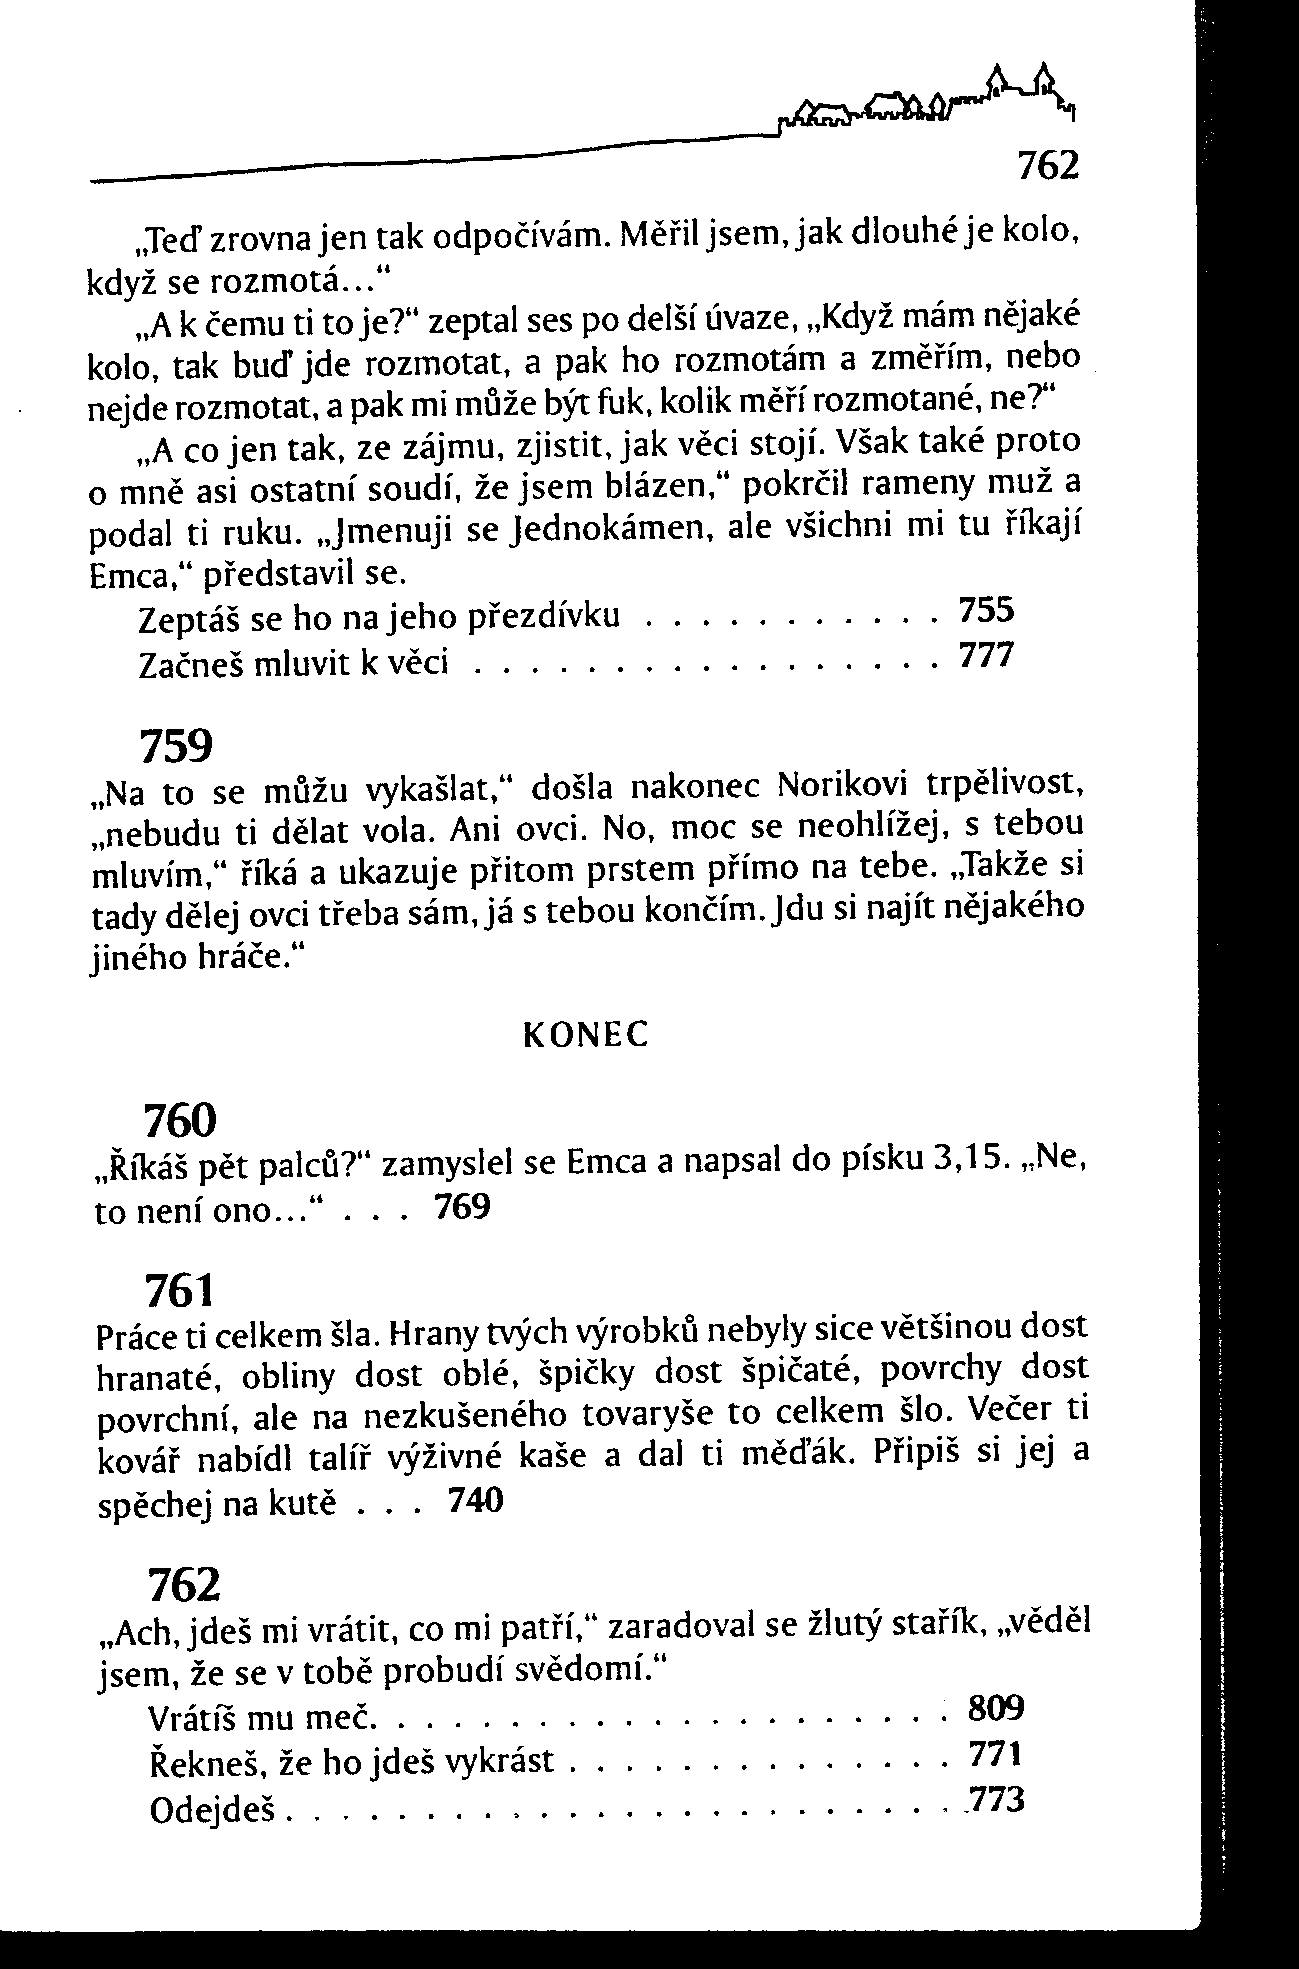 762
„Teď zrovna jen tak odpočívám. Měřil jsem, jak dlouhé je kolo,
když se rozmotá...“
„A k čemu ti to je?“ zeptal ses po delší úvaze, „Když mám nějaké
kolo, tak buď jde rozmotat, a pak ho rozmotám a změřím, nebo
nejde rozmotat, a pak mi může být fuk, kolik měří rozmotané, ne?“
„A co jen tak, ze zájmu, zjistit, jak věci stojí. Však také proto
o mně asi ostatní soudí, že jsem blázen,“ pokrčil rameny muž a
podal ti ruku. „Jmenuji se Jednokámen, ale všichni mi tu říkají
Emca,“ představil se.
Zeptáš se ho na jeho přezdívku . . . . . . . . . . . 755
Začneš mluvit k věci . . . . . . . . . . . . . . . . . 777
759
„Na to se můžu vykašlat,“ došla nakonec Norikovi trpělivost,
„nebudu ti dělat vola. Ani ovci. No, moc se neohlížej, s tebou
mluvím,“ říká a ukazuje přitom prstem přímo na tebe. „Takže si
tady dělej ovci třeba sám, já s tebou končím. Jdu si najít nějakého
jiného hráče.“
KONEC
760
„Říkáš pět palců?“ zamyslel se Emca a napsal do písku 3,15. „Ne,
to není ono...“ . . . 769
761
Práce ti celkem šla. Hrany tvých výrobků nebyly sice většinou dost
hranaté, obliny dost oblé, špičky dost špičaté, povrchy dost
povrchní, ale na nezkušeného tovaryše to celkem šlo. Večer ti
kovář nabídl talíř výživné kaše a dal ti měďák. Připiš si jej a
spěchej na kutě . . . 740
762
„Ach, jdeš mi vrátit, co mi patří,“ zaradoval se žlutý stařík, „věděl
jsem, že se v tobě probudí svědomí.“
Vrátíš mu meč. . . . . . . . . . . . . . . . . . . . . 809
Řekneš, že ho jdeš vykrást . . . . . . . . . . . . . . 771
Odejdeš . . . . . . . . . . . . . . . . . . . . . . . . .773